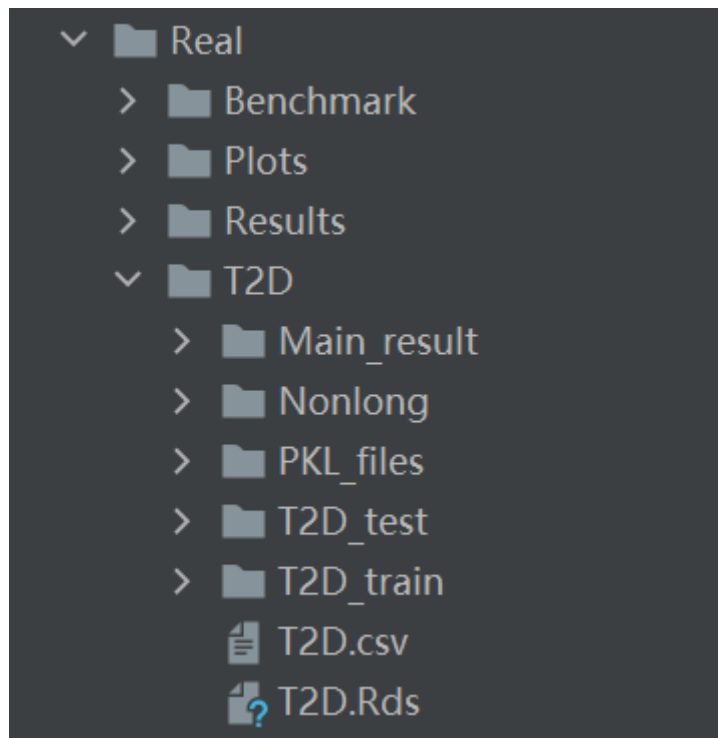 Real
Benchmark
Plots
Results
T2D
Main_result
Nonlong
PKL_files
T2D_test
T2D_train
T2D.csv
T2D.Rds